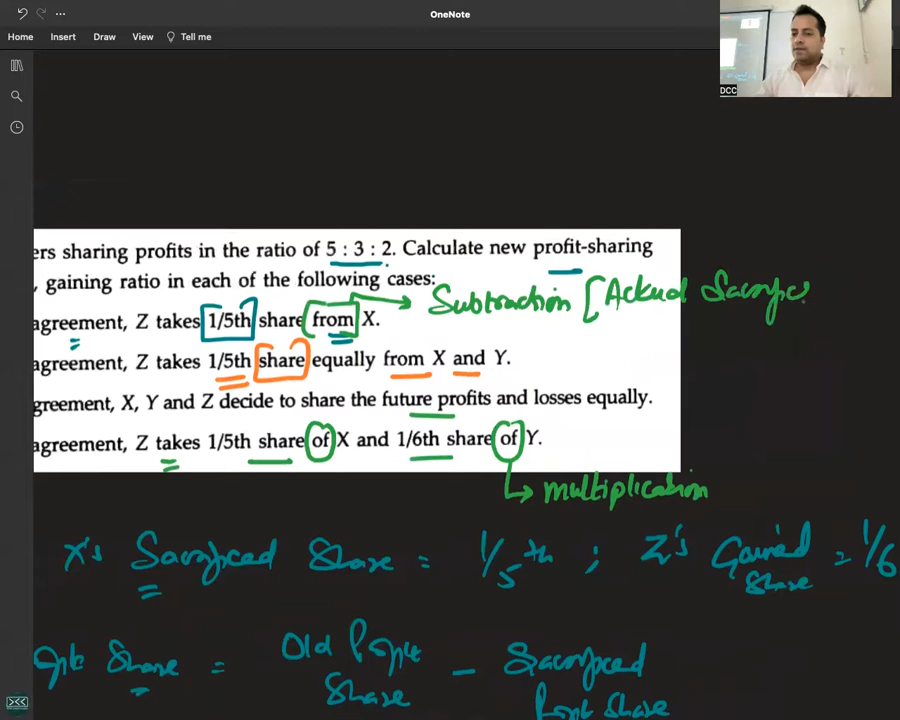 OneNote
Home Insert Draw View Tell me
DCC
ers sharing profits in the ratio of 5 : 3 : 2. Calculate new profit-sharing
, gaining ratio in each of the following cases:
agreement, Z takes 1/5th share from X.
Subtraction [Actual Sacrific
agreement, Z takes 1/5th share equally from X and Y.
greement, X, Y and Z decide to share the future profits and losses equally.
agreement, Z takes 1/5th share of X and 1/6th share of Y.
multiplication
X's Sacrificed Share = 1/5th ; Z's Gained Share = 1/6
Share = Old Profit Share - Sacrificed Profit Share